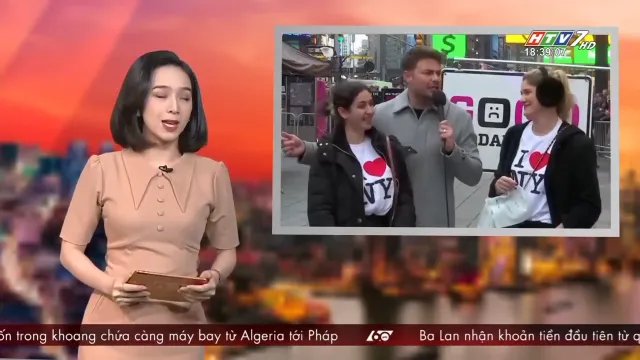 HTV7 HD
18:39:07
$
I ♥ NY
I ♥ NY
ốn trong khoang chứa càng máy bay từ Algeria tới Pháp
60
Ba Lan nhận khoản tiền đầu tiên từ q